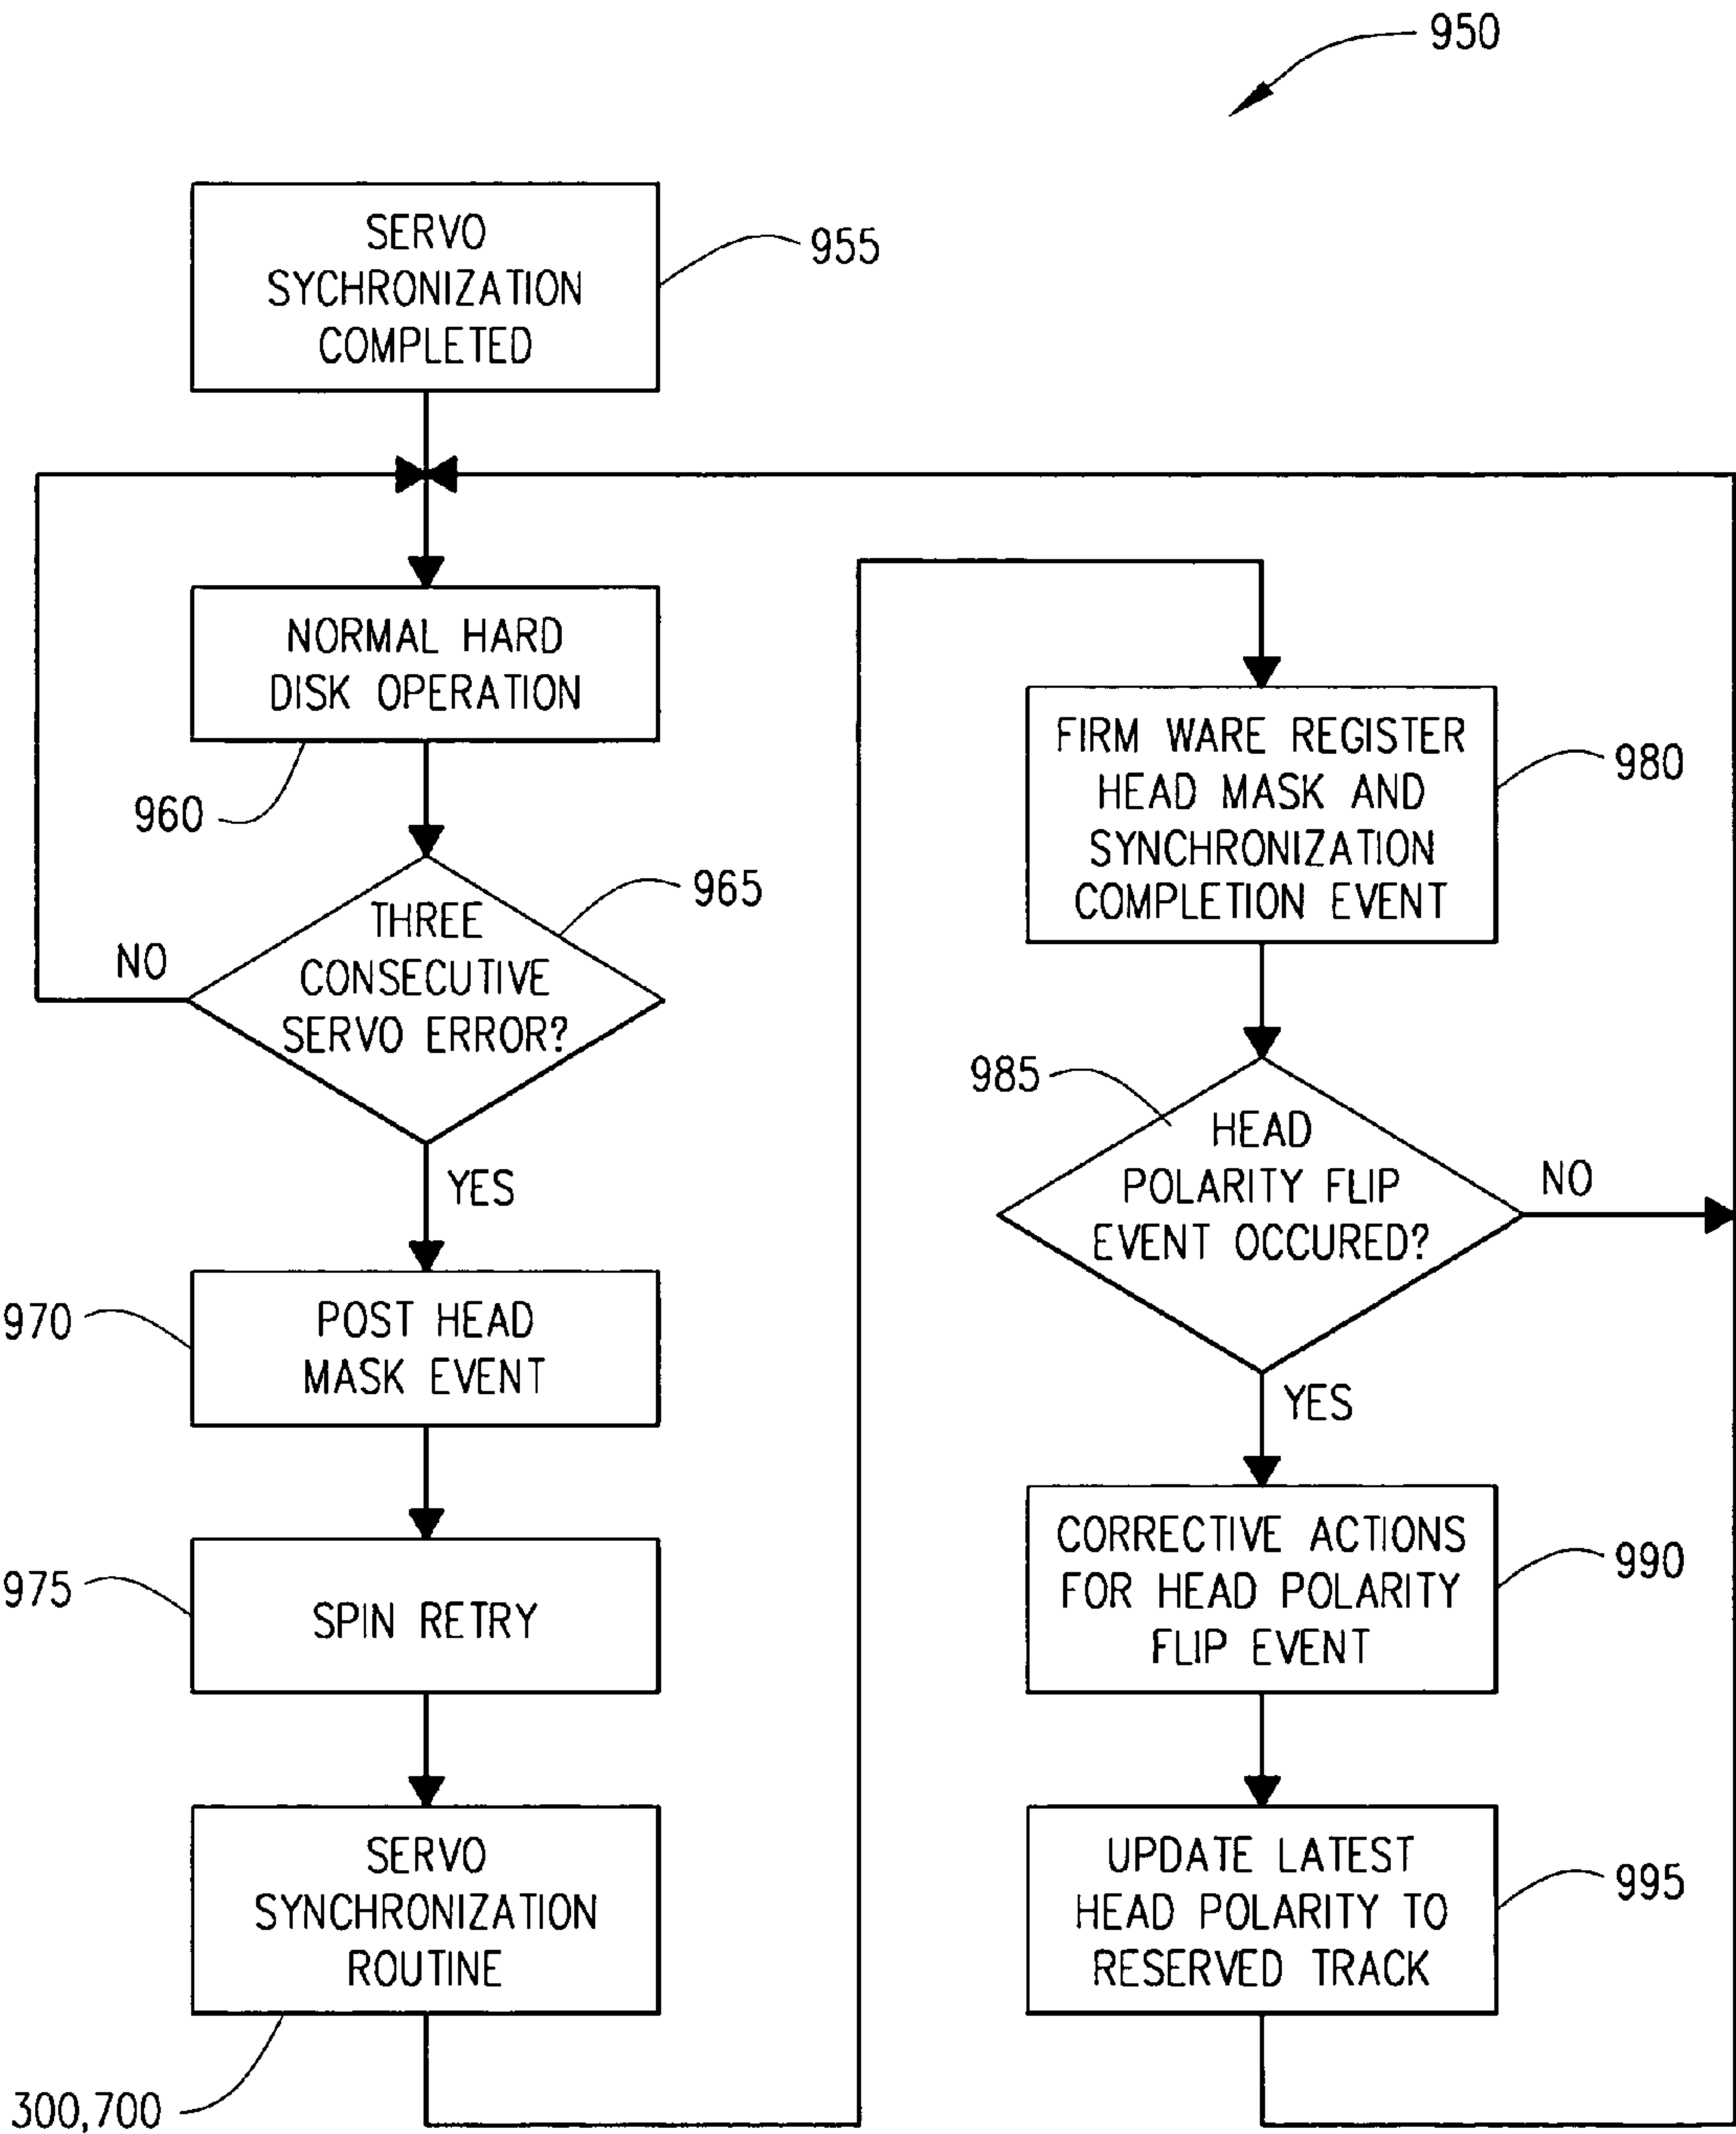 950
SERVO
SYCHRONIZATION
COMPLETED
955
NORMAL HARD
DISK OPERATION
960
THREE
CONSECUTIVE
SERVO ERROR?
965
NO
YES
POST HEAD
MASK EVENT
970
SPIN RETRY
975
SERVO
SYNCHRONIZATION
ROUTINE
300,700
FIRM WARE REGISTER
HEAD MASK AND
SYNCHRONIZATION
COMPLETION EVENT
980
985
HEAD
POLARITY FLIP
EVENT OCCURED?
NO
YES
CORRECTIVE ACTIONS
FOR HEAD POLARITY
FLIP EVENT
990
UPDATE LATEST
HEAD POLARITY TO
RESERVED TRACK
995